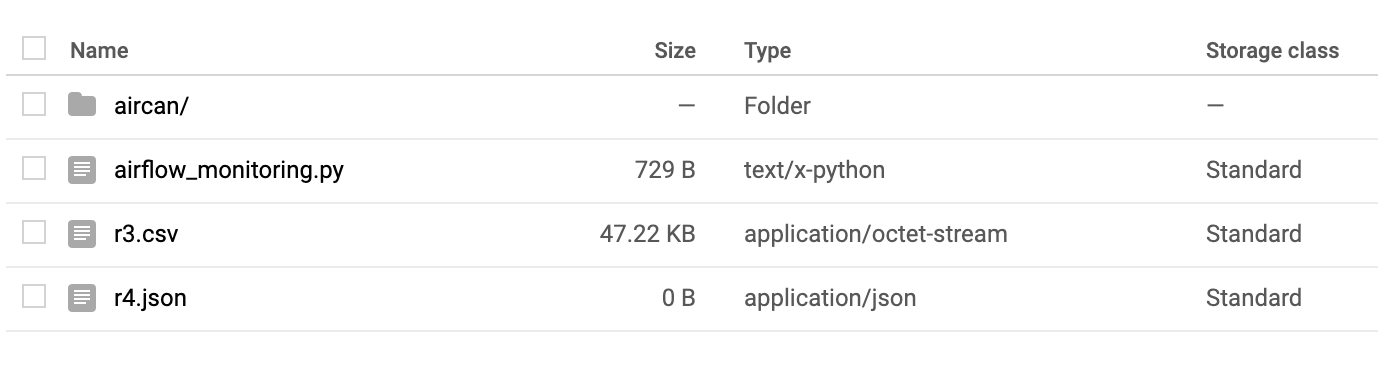 Name Size Type Storage class
aircan/ — Folder —
airflow_monitoring.py 729 B text/x-python Standard
r3.csv 47.22 KB application/octet-stream Standard
r4.json 0 B application/json Standard